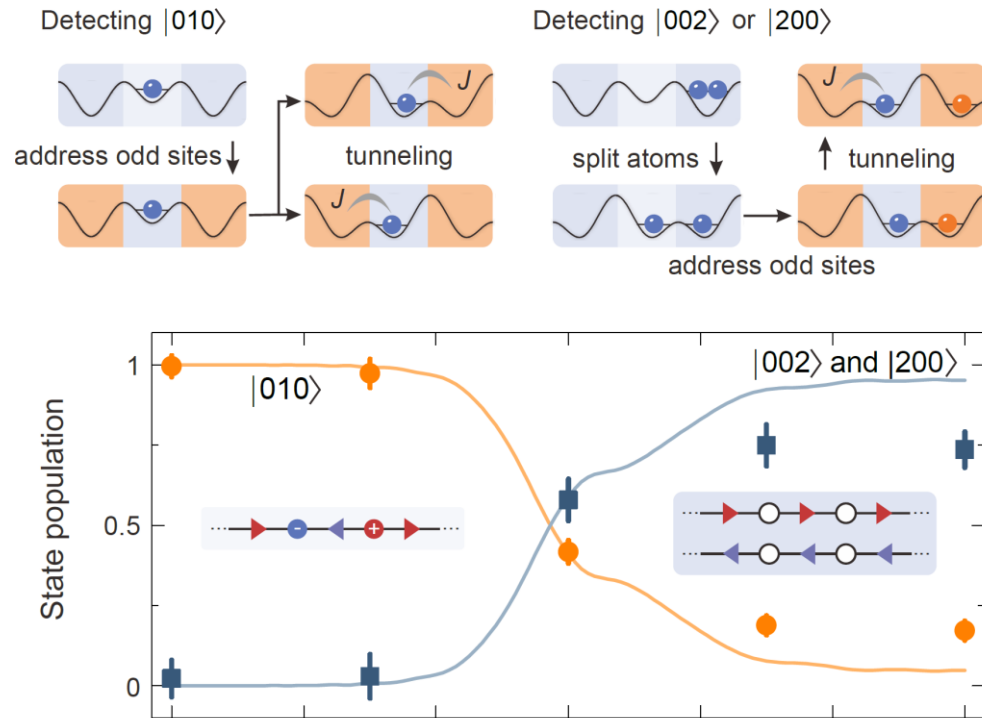 Detecting |010⟩
Detecting |002⟩ or |200⟩
J
J
address odd sites
tunneling
split atoms
tunneling
J
address odd sites
|002⟩ and |200⟩
|010⟩
State population
1
0.5
0
-
+